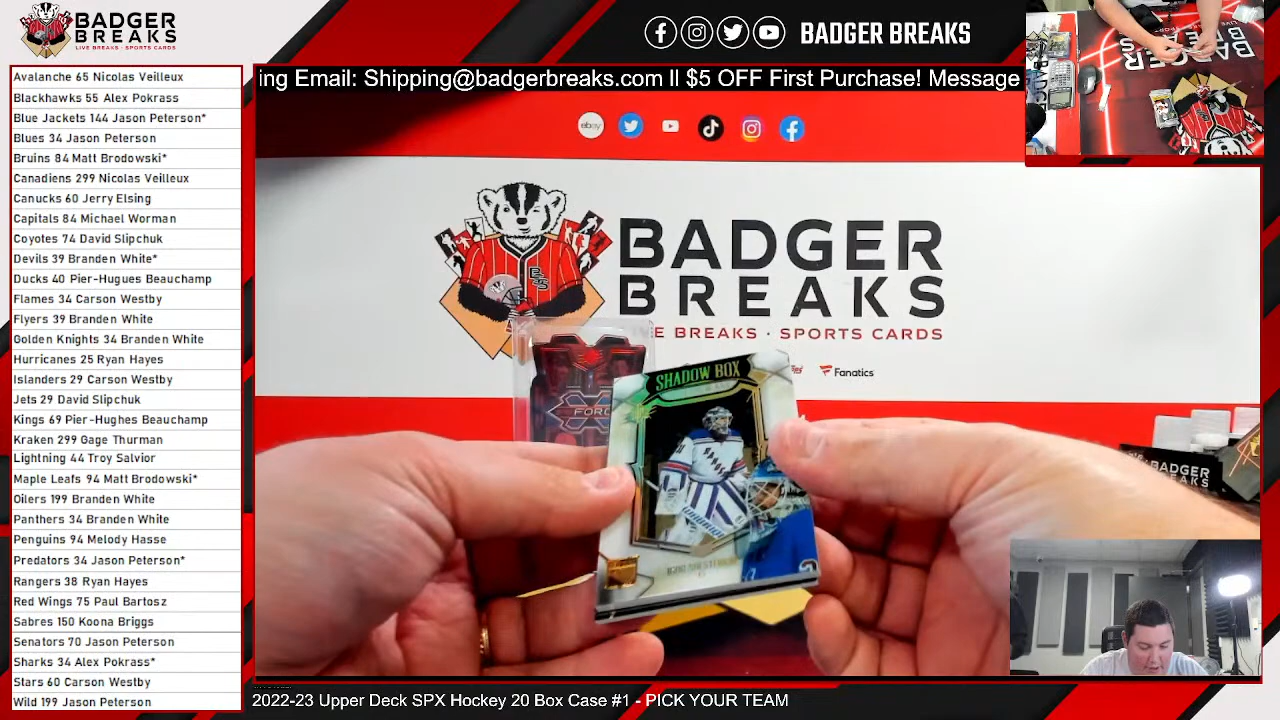 BADGER
BREAKS
LIVE BREAKS · SPORTS CARDS
BADGER BREAKS
ing Email: Shipping@badgerbreaks.com ll $5 OFF First Purchase! Message
Avalanche 65 Nicolas Veilleux
Blackhawks 55 Alex Pokrass
Blue Jackets 144 Jason Peterson*
Blues 34 Jason Peterson
Bruins 84 Matt Brodowski*
Canadiens 299 Nicolas Veilleux
Canucks 60 Jerry Elsing
Capitals 84 Michael Worman
Coyotes 74 David Slipchuk
Devils 39 Branden White*
Ducks 40 Pier-Hugues Beauchamp
Flames 34 Carson Westby
Flyers 39 Branden White
Golden Knights 34 Branden White
Hurricanes 25 Ryan Hayes
Islanders 29 Carson Westby
Jets 29 David Slipchuk
Kings 69 Pier-Hughes Beauchamp
Kraken 299 Gage Thurman
Lightning 44 Troy Salvior
Maple Leafs 94 Matt Brodowski*
Oilers 199 Branden White
Panthers 34 Branden White
Penguins 94 Melody Hasse
Predators 34 Jason Peterson*
Rangers 38 Ryan Hayes
Red Wings 75 Paul Bartosz
Sabres 150 Koona Briggs
Senators 70 Jason Peterson
Sharks 34 Alex Pokrass*
Stars 60 Carson Westby
Wild 199 Jason Peterson
ebay
BADGER
BREAKS
E BREAKS · SPORTS CARDS
Fanatics
SHADOW BOX
FORC
BADGER
BREAKS
BADGER
2022-23 Upper Deck SPX Hockey 20 Box Case #1 - PICK YOUR TEAM